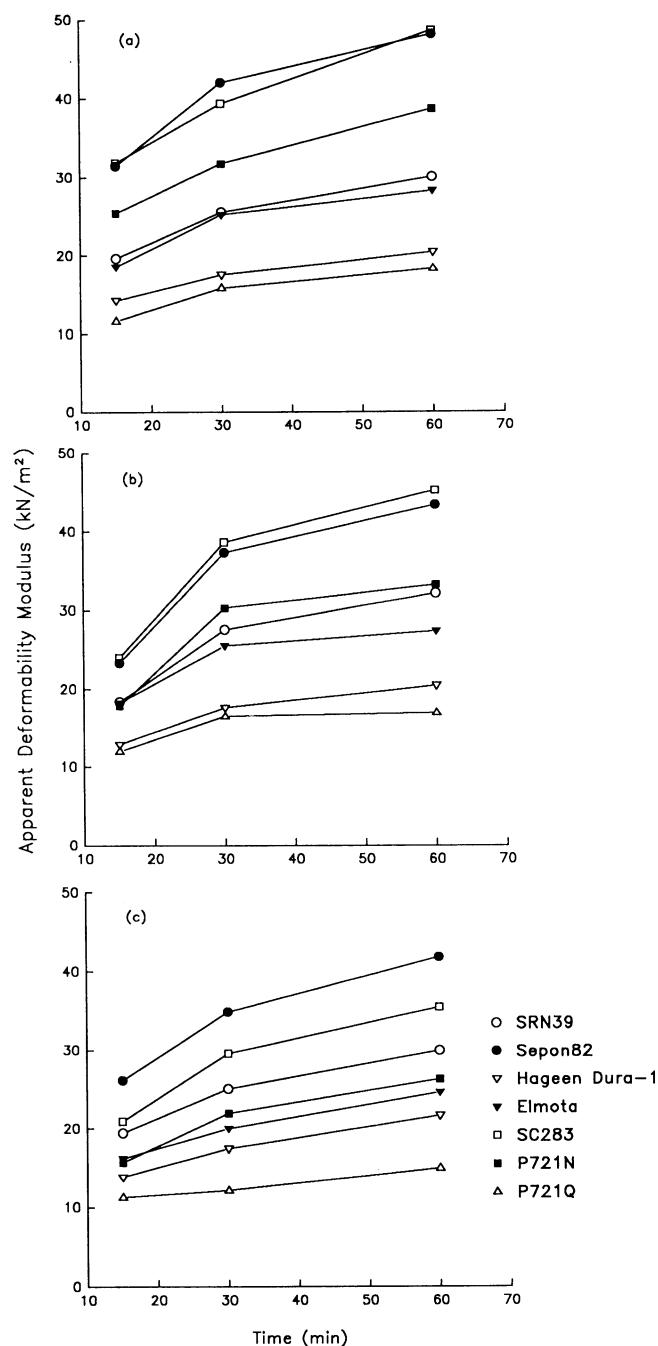 Apparent Deformability Modulus (kN/m²)
(a)
50
40
30
20
10
0
10 20 30 40 50 60 70
(b)
50
40
30
20
10
0
10 20 30 40 50 60 70
(c)
50
40
30
20
10
0
10 20 30 40 50 60 70
SRN39
Sepon82
Hageen Dura-1
Elmota
SC283
P721N
P721Q
Time (min)